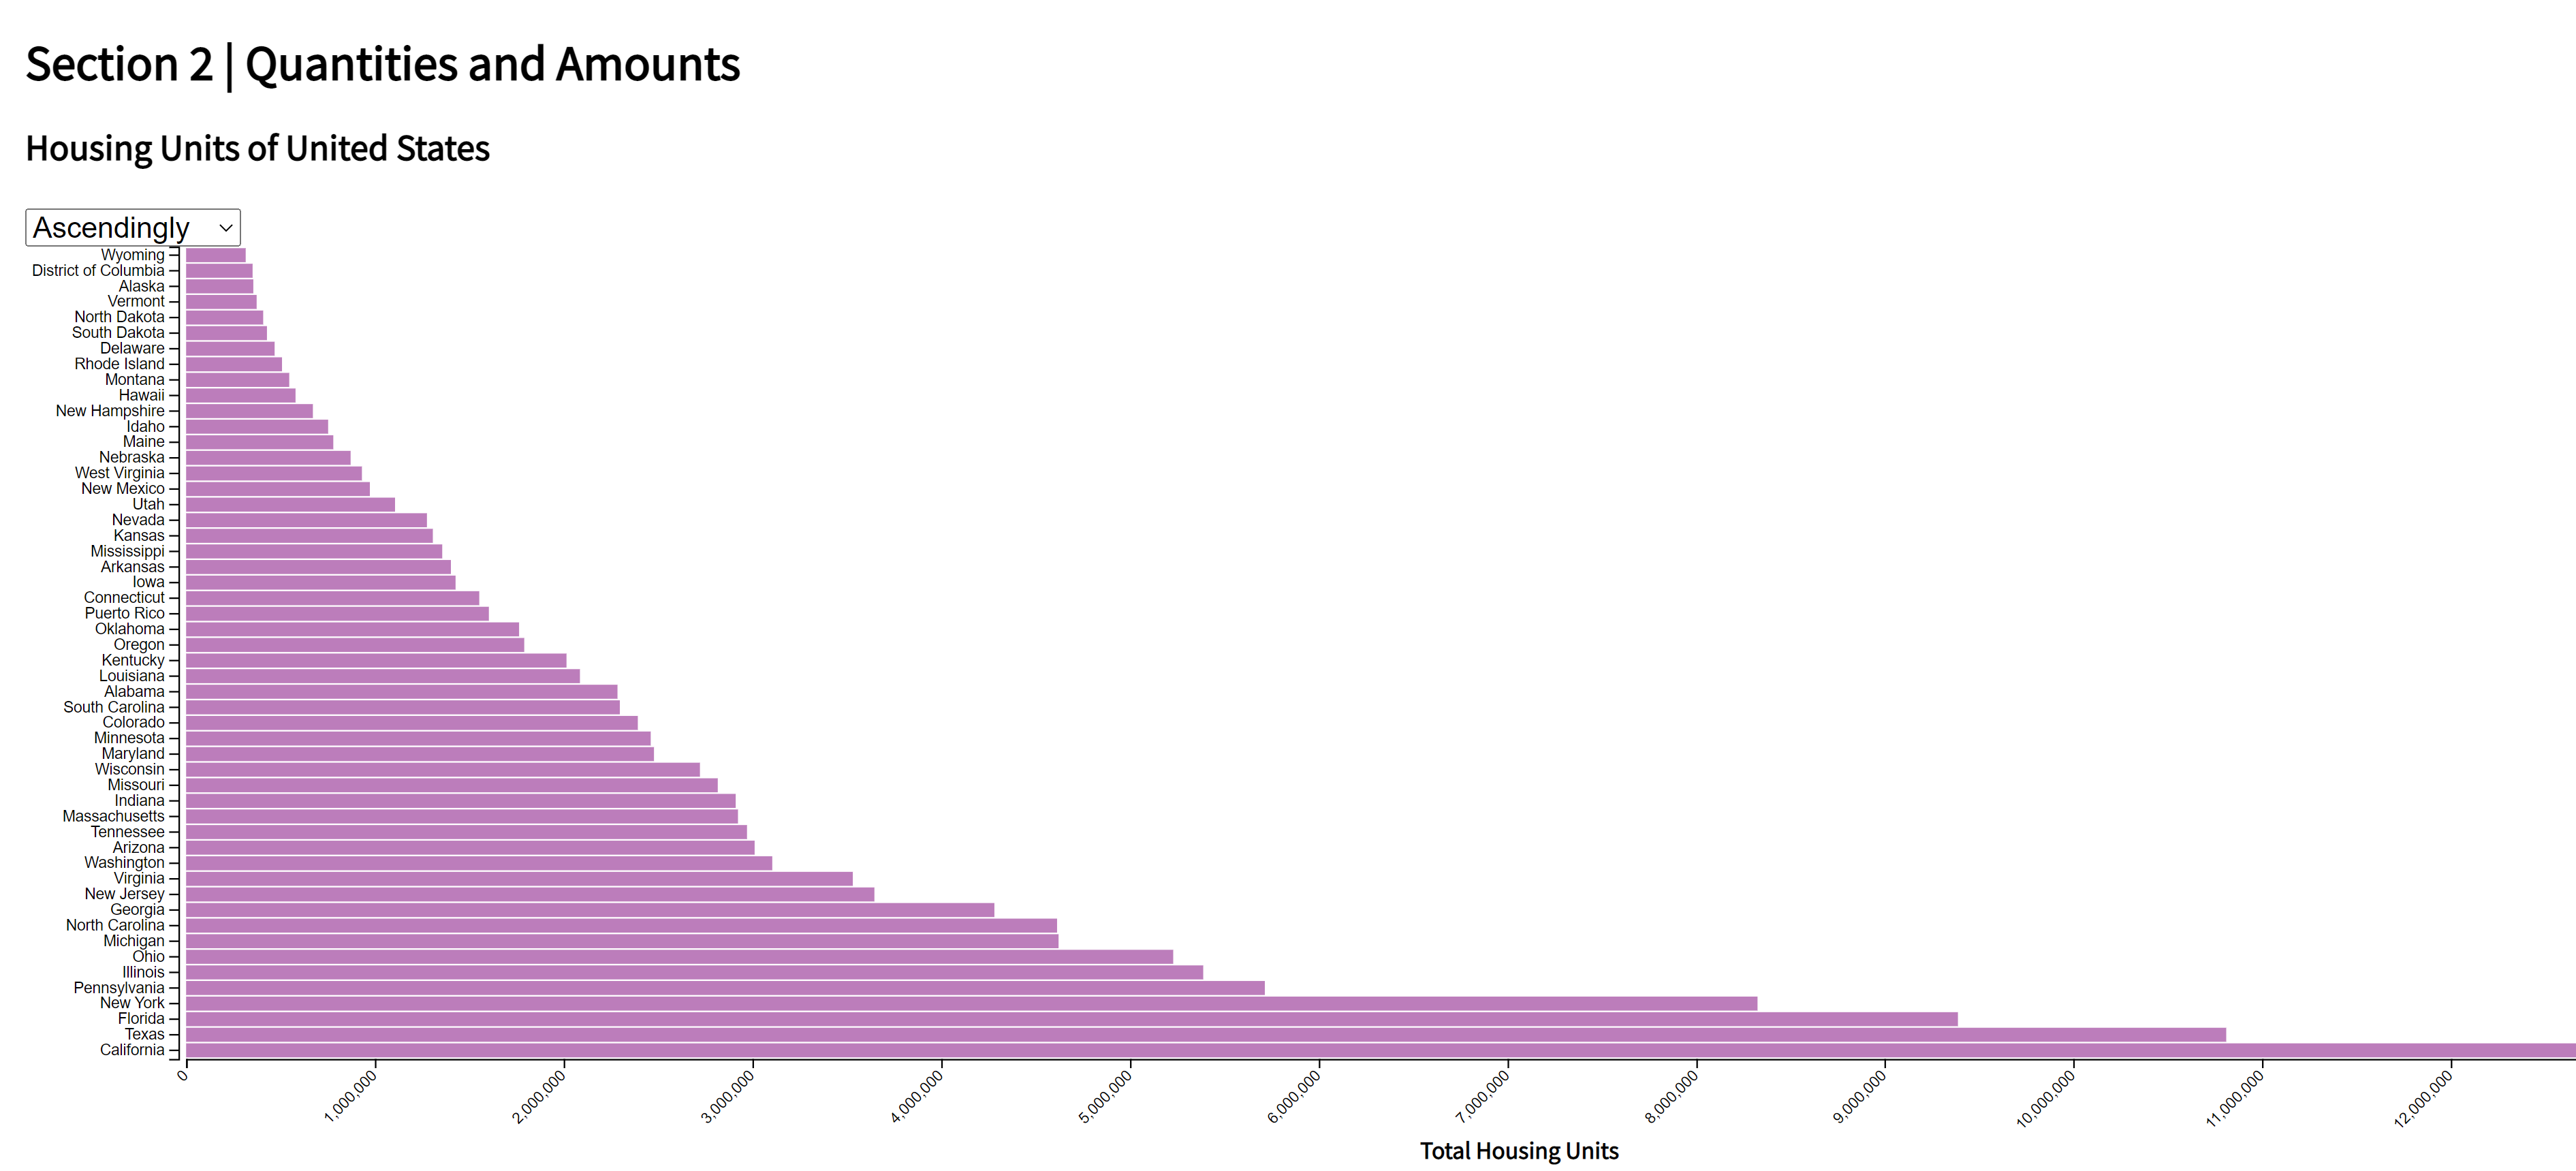 Section 2 | Quantities and Amounts
Housing Units of United States
Ascendingly
Wyoming
District of Columbia
Alaska
Vermont
North Dakota
South Dakota
Delaware
Rhode Island
Montana
Hawaii
New Hampshire
Idaho
Maine
Nebraska
West Virginia
New Mexico
Utah
Nevada
Kansas
Mississippi
Arkansas
Iowa
Connecticut
Puerto Rico
Oklahoma
Oregon
Kentucky
Louisiana
Alabama
South Carolina
Colorado
Minnesota
Maryland
Wisconsin
Missouri
Indiana
Massachusetts
Tennessee
Arizona
Washington
Virginia
New Jersey
Georgia
North Carolina
Michigan
Ohio
Illinois
Pennsylvania
New York
Florida
Texas
California
0
1,000,000
2,000,000
3,000,000
4,000,000
5,000,000
6,000,000
7,000,000
8,000,000
9,000,000
10,000,000
11,000,000
12,000,000
Total Housing Units